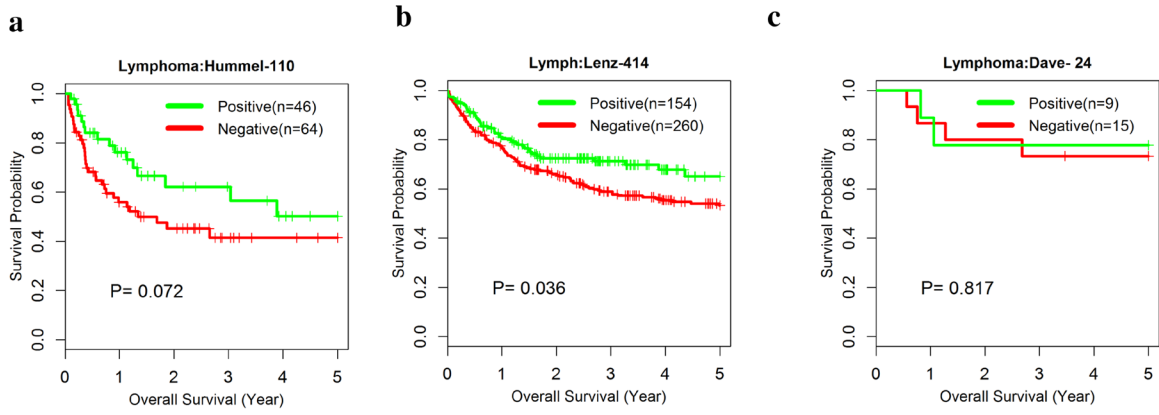 a
Lymphoma:Hummel-110
Survival Probability
0.0 0.2 0.4 0.6 0.8 1.0
Positive(n=46)
Negative(n=64)
P= 0.072
0 1 2 3 4 5
Overall Survival (Year)
b
Lymph:Lenz-414
Survival Probability
0.0 0.2 0.4 0.6 0.8 1.0
Positive(n=154)
Negative(n=260)
P= 0.036
0 1 2 3 4 5
Overall Survival (Year)
c
Lymphoma:Dave- 24
Survival Probability
0.0 0.2 0.4 0.6 0.8 1.0
Positive(n=9)
Negative(n=15)
P= 0.817
0 1 2 3 4 5
Overall Survival (Year)